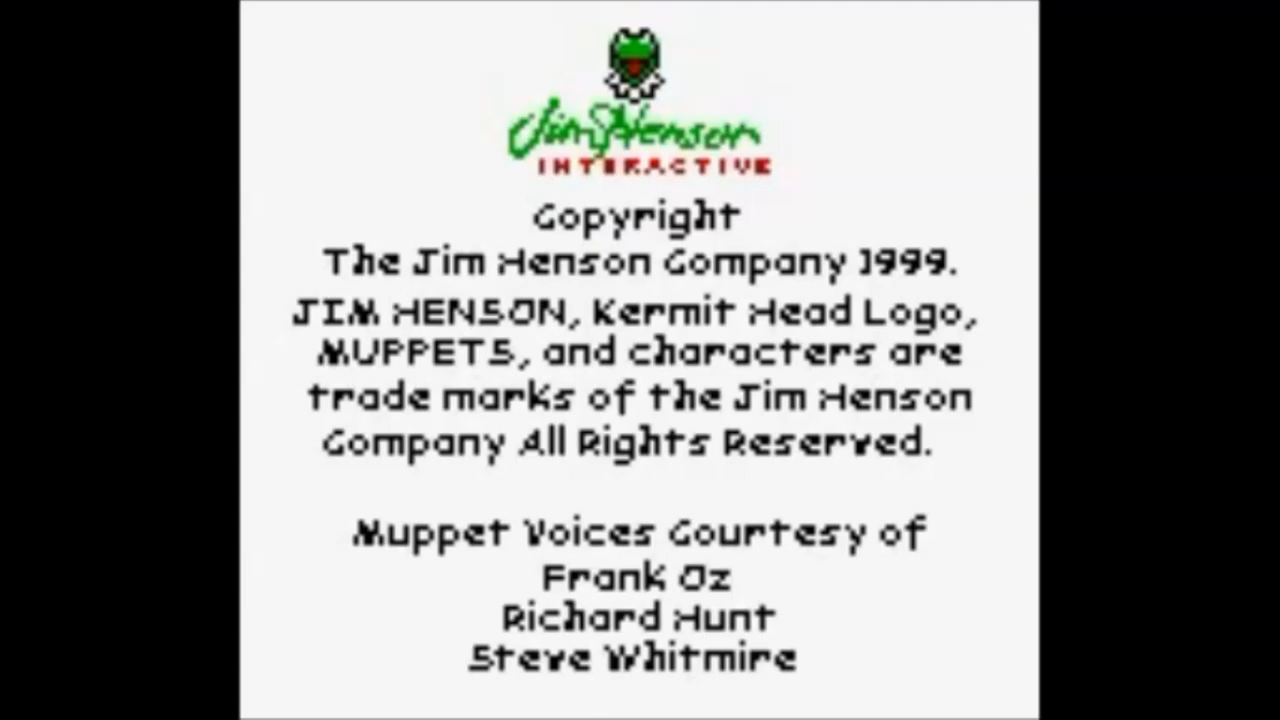 Jim Henson
INTERACTIVE
Copyright
The Jim Henson Company 1999.
JIM HENSON, Kermit Head Logo,
MUPPETS, and characters are
trade marks of the Jim Henson
Company All Rights Reserved.
Muppet Voices Courtesy of
Frank Oz
Richard Hunt
Steve Whitmire